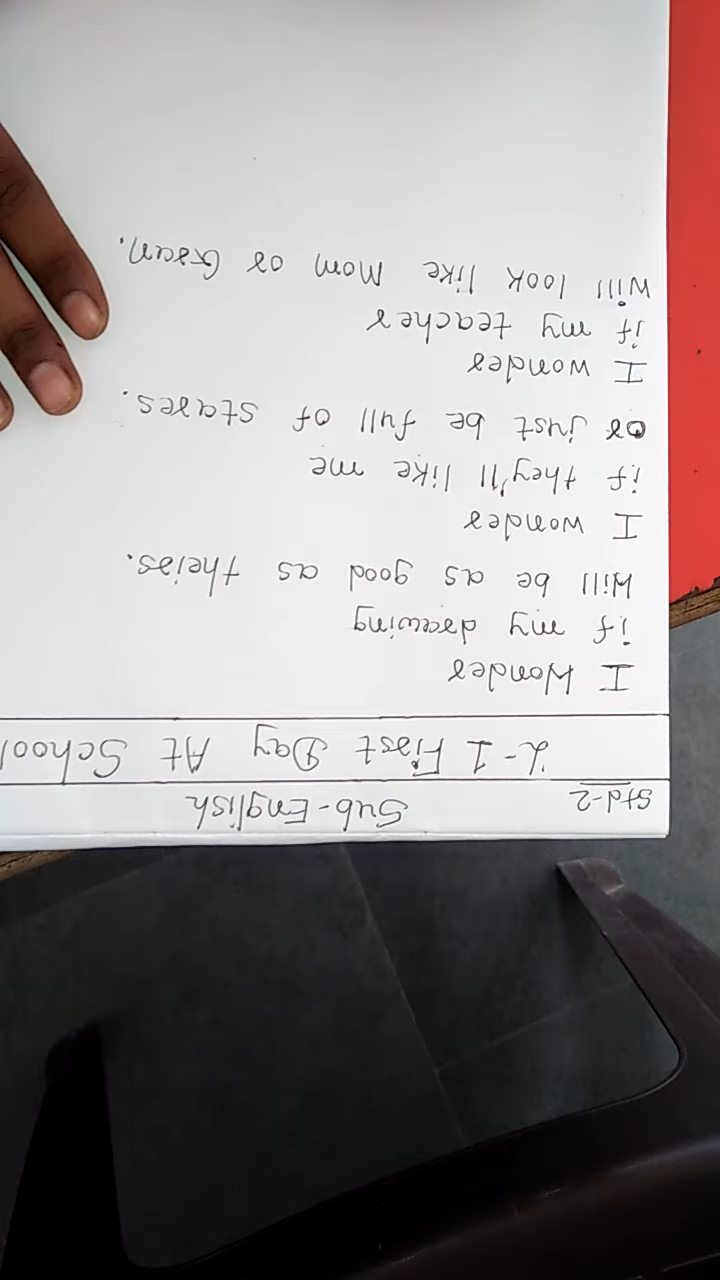 Std-2 Sub-English
L-1 First Day At School
I Wonder
if my drawing
Will be as good as theirs.
I wonder
if they'll like me
or just be full of stares.
I wonder
if my teacher
will look like Mom or Gran.